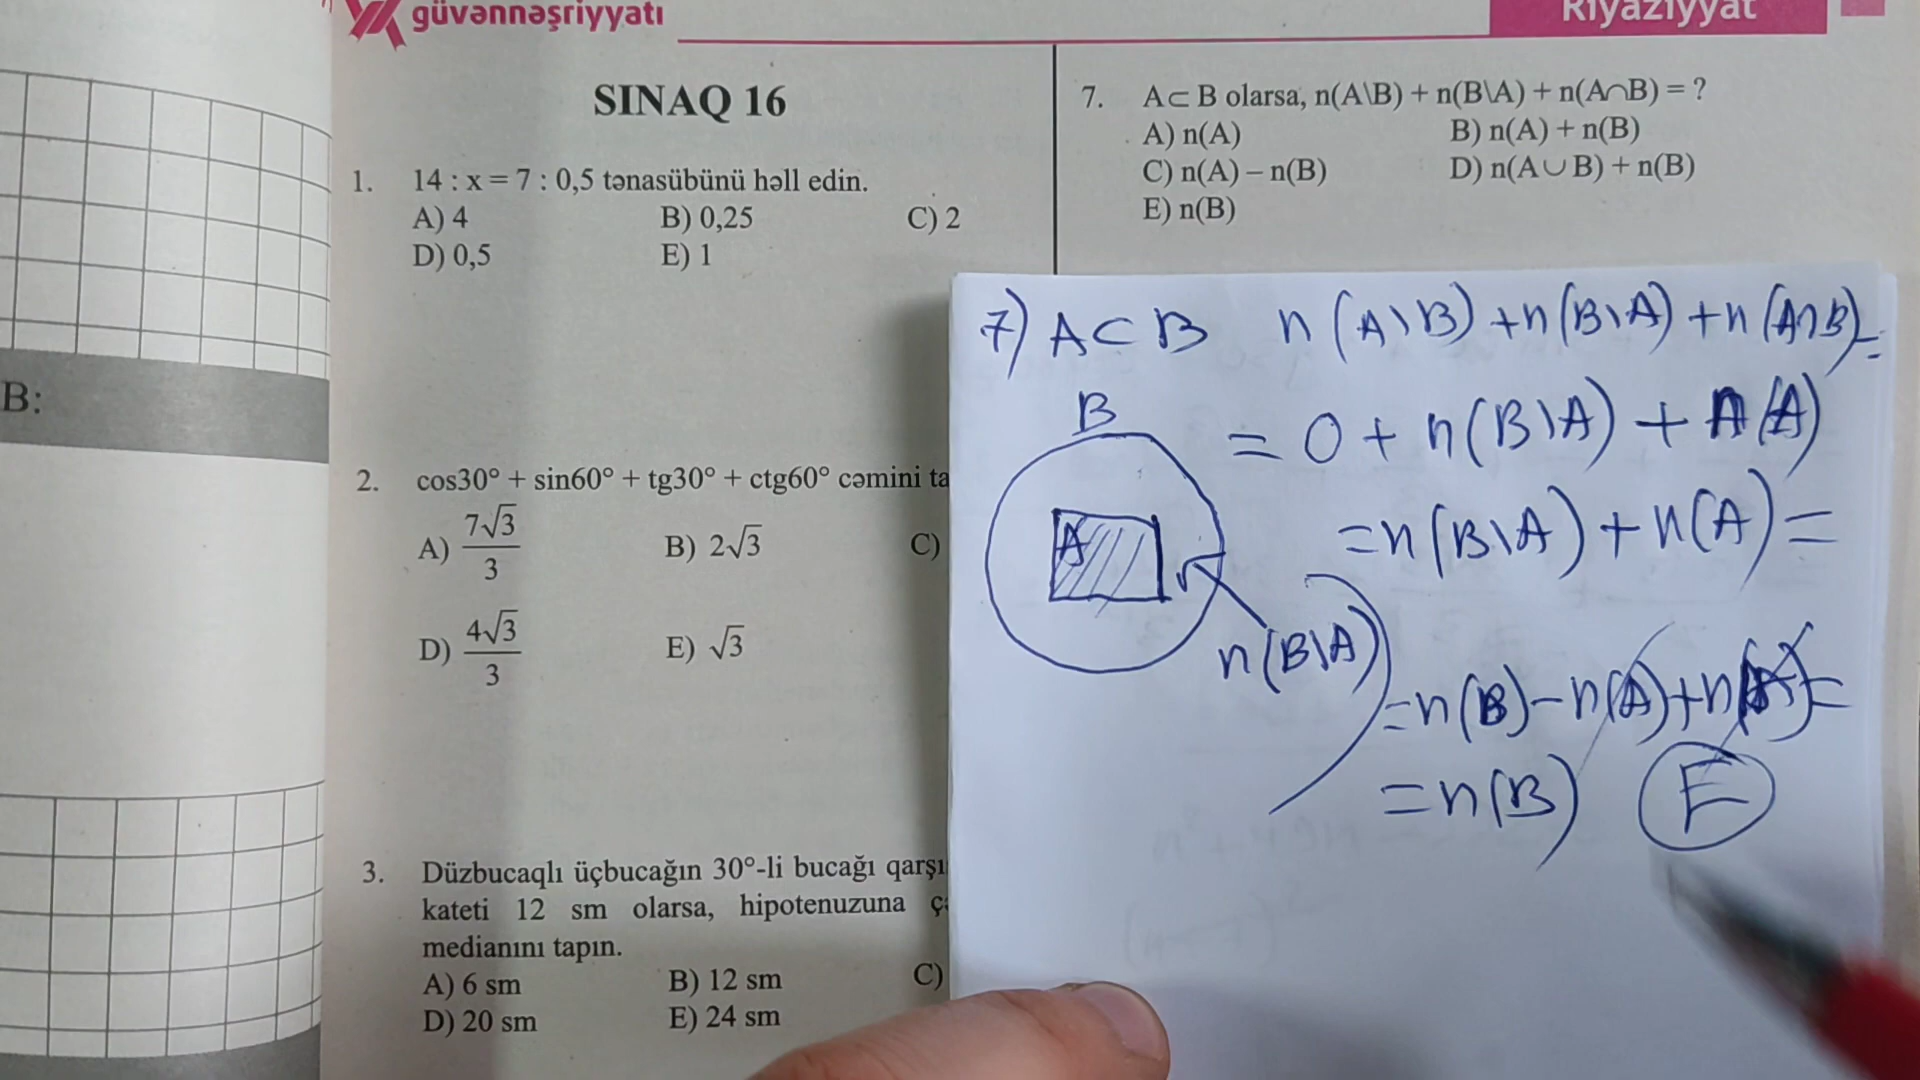 güvənnəşriyyatı
Riyaziyyat
B:
SINAQ 16
1. 14 : x = 7 : 0,5 tənasübünü həll edin.
A) 4 B) 0,25 C) 2
D) 0,5 E) 1
2. cos30° + sin60° + tg30° + ctg60° cəmini ta
A) 7√3/3 B) 2√3 C)
D) 4√3/3 E) √3
3. Düzbucaqlı üçbucağın 30°-li bucağı qarşı
kateti 12 sm olarsa, hipotenuzuna ç
medianını tapın.
A) 6 sm B) 12 sm C)
D) 20 sm E) 24 sm
7. A⊂B olarsa, n(A\B) + n(B\A) + n(A∩B) = ?
A) n(A) B) n(A) + n(B)
C) n(A) – n(B) D) n(A∪B) + n(B)
E) n(B)
7) A⊂B n(A\B)+n(B\A)+n(A∩B)=
= 0 + n(B\A) + n(A)
=n(B\A)+n(A)=
B
A
n(B\A)
=n(B)-n(A)+n(A)=
=n(B) E